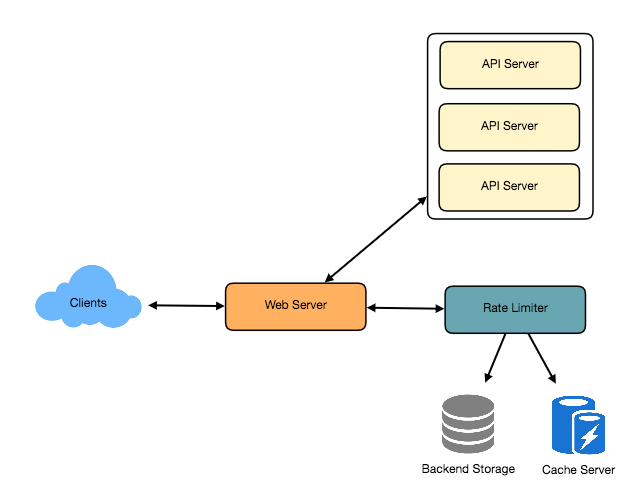 API Server
API Server
API Server
Clients
Web Server
Rate Limiter
Backend Storage
Cache Server